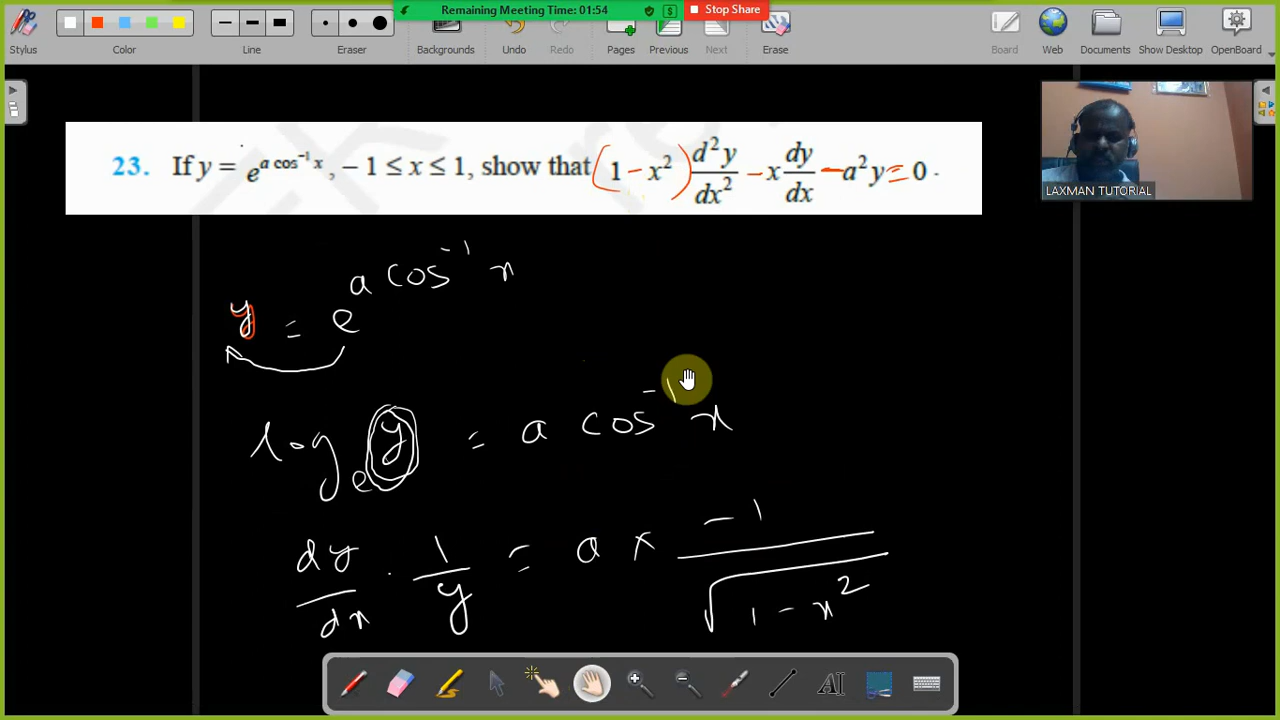 Remaining Meeting Time: 01:54
Stop Share
Stylus Color Line Eraser Backgrounds Undo Redo Pages Previous Next Erase Board Web Documents Show Desktop OpenBoard
LAXMAN TUTORIAL
23. If y = e^(a cos⁻¹ x), – 1 ≤ x ≤ 1, show that (1 – x²) d²y/dx² – x dy/dx – a²y = 0 .
y = e^(a cos⁻¹ x)
log_e y = a cos⁻¹ x
dy/dx · 1/y = a × –1/√(1 – x²)
AI